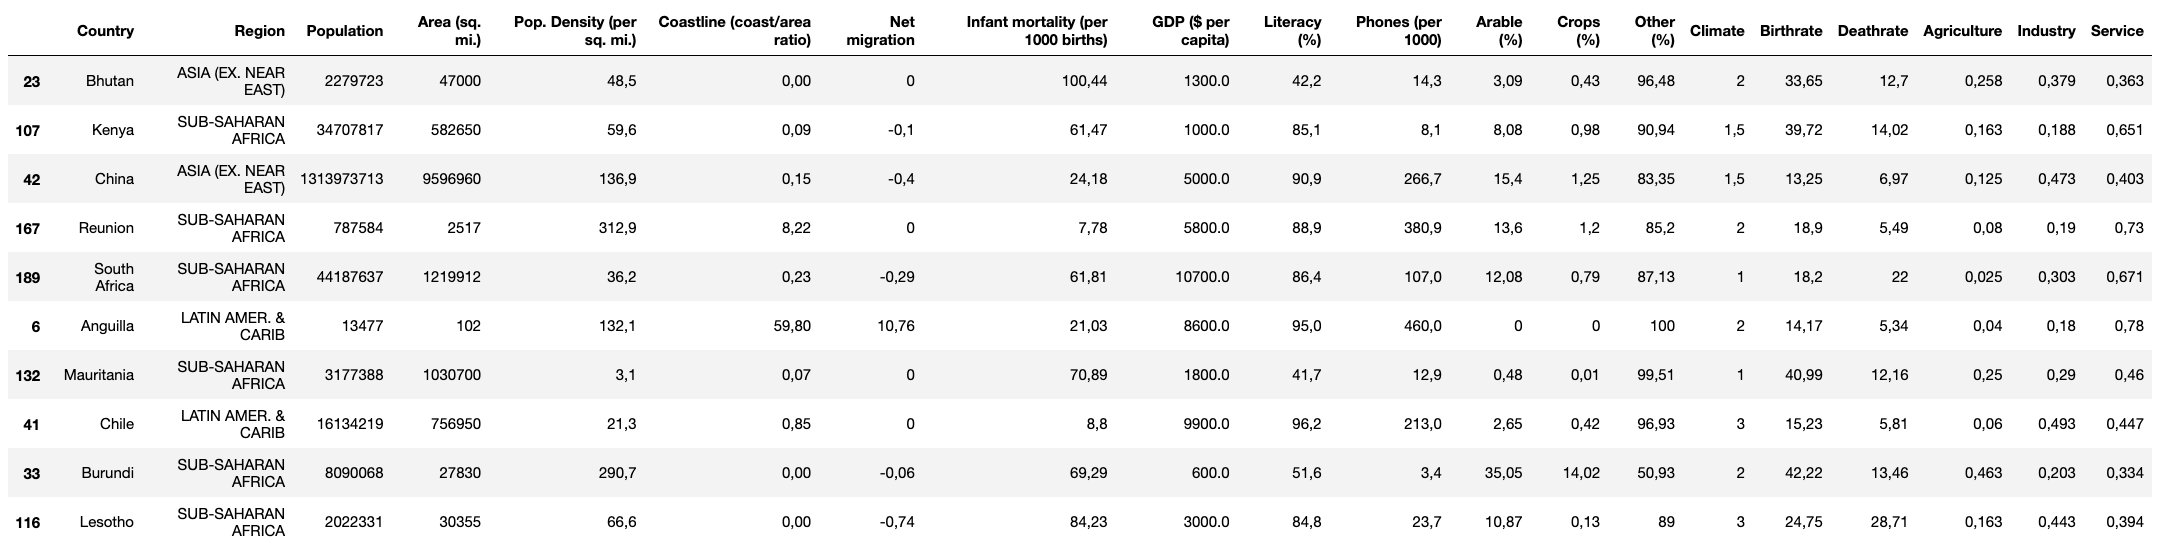 Country Region Population Area (sq. mi.) Pop. Density (per sq. mi.) Coastline (coast/area ratio) Net migration Infant mortality (per 1000 births) GDP ($ per capita) Literacy (%) Phones (per 1000) Arable (%) Crops (%) Other (%) Climate Birthrate Deathrate Agriculture Industry Service
23 Bhutan ASIA (EX. NEAR EAST) 2279723 47000 48,5 0,00 0 100,44 1300.0 42,2 14,3 3,09 0,43 96,48 2 33,65 12,7 0,258 0,379 0,363
107 Kenya SUB-SAHARAN AFRICA 34707817 582650 59,6 0,09 -0,1 61,47 1000.0 85,1 8,1 8,08 0,98 90,94 1,5 39,72 14,02 0,163 0,188 0,651
42 China ASIA (EX. NEAR EAST) 1313973713 9596960 136,9 0,15 -0,4 24,18 5000.0 90,9 266,7 15,4 1,25 83,35 1,5 13,25 6,97 0,125 0,473 0,403
167 Reunion SUB-SAHARAN AFRICA 787584 2517 312,9 8,22 0 7,78 5800.0 88,9 380,9 13,6 1,2 85,2 2 18,9 5,49 0,08 0,19 0,73
189 South Africa SUB-SAHARAN AFRICA 44187637 1219912 36,2 0,23 -0,29 61,81 10700.0 86,4 107,0 12,08 0,79 87,13 1 18,2 22 0,025 0,303 0,671
6 Anguilla LATIN AMER. & CARIB 13477 102 132,1 59,80 10,76 21,03 8600.0 95,0 460,0 0 0 100 2 14,17 5,34 0,04 0,18 0,78
132 Mauritania SUB-SAHARAN AFRICA 3177388 1030700 3,1 0,07 0 70,89 1800.0 41,7 12,9 0,48 0,01 99,51 1 40,99 12,16 0,25 0,29 0,46
41 Chile LATIN AMER. & CARIB 16134219 756950 21,3 0,85 0 8,8 9900.0 96,2 213,0 2,65 0,42 96,93 3 15,23 5,81 0,06 0,493 0,447
33 Burundi SUB-SAHARAN AFRICA 8090068 27830 290,7 0,00 -0,06 69,29 600.0 51,6 3,4 35,05 14,02 50,93 2 42,22 13,46 0,463 0,203 0,334
116 Lesotho SUB-SAHARAN AFRICA 2022331 30355 66,6 0,00 -0,74 84,23 3000.0 84,8 23,7 10,87 0,13 89 3 24,75 28,71 0,163 0,443 0,394